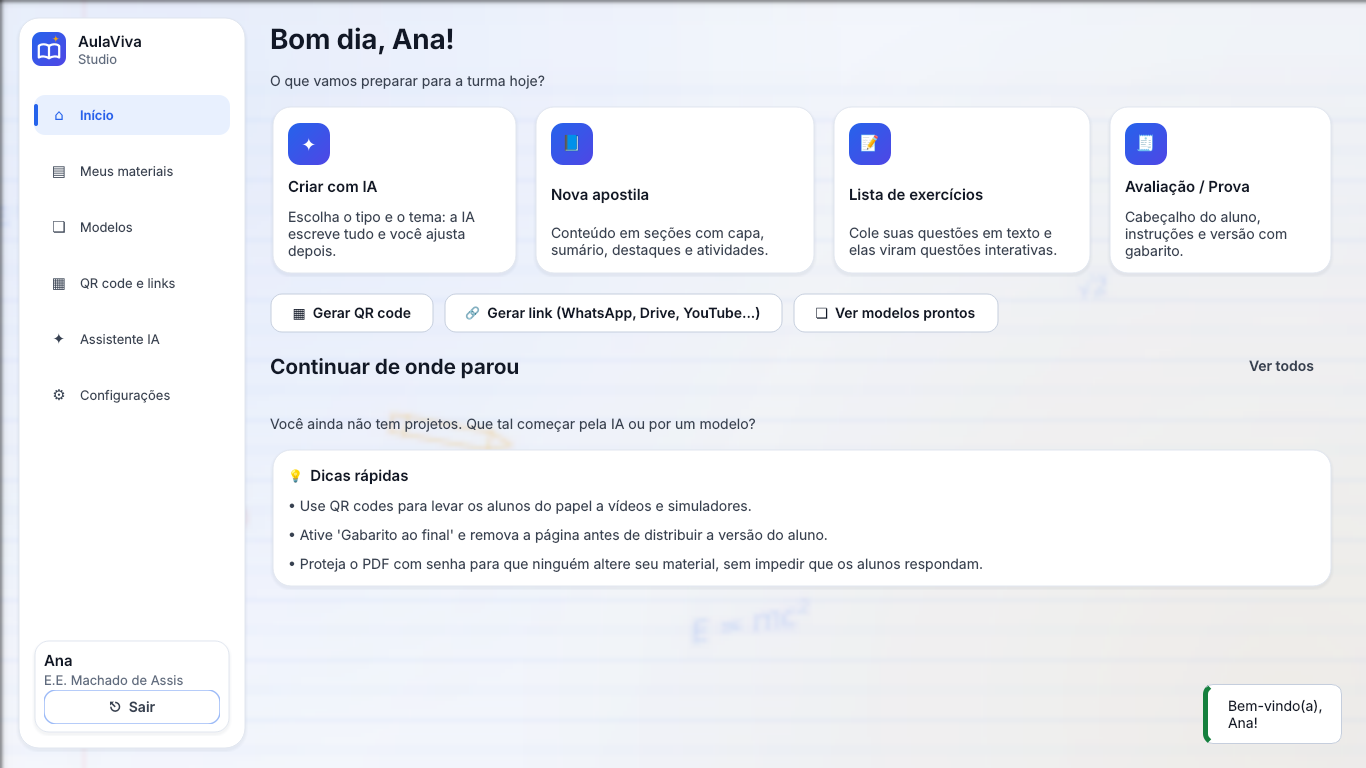 AulaViva
Studio
Início
Meus materiais
Modelos
QR code e links
Assistente IA
Configurações
Ana
E.E. Machado de Assis
Sair
Bom dia, Ana!
O que vamos preparar para a turma hoje?
Criar com IA
Escolha o tipo e o tema: a IA
escreve tudo e você ajusta
depois.
Nova apostila
Conteúdo em seções com capa,
sumário, destaques e atividades.
Lista de exercícios
Cole suas questões em texto e
elas viram questões interativas.
Avaliação / Prova
Cabeçalho do aluno,
instruções e versão com
gabarito.
Gerar QR code
Gerar link (WhatsApp, Drive, YouTube...)
Ver modelos prontos
√2
Continuar de onde parou
Ver todos
Você ainda não tem projetos. Que tal começar pela IA ou por um modelo?
Dicas rápidas
• Use QR codes para levar os alunos do papel a vídeos e simuladores.
• Ative 'Gabarito ao final' e remova a página antes de distribuir a versão do aluno.
• Proteja o PDF com senha para que ninguém altere seu material, sem impedir que os alunos respondam.
E = mc²
Bem-vindo(a),
Ana!